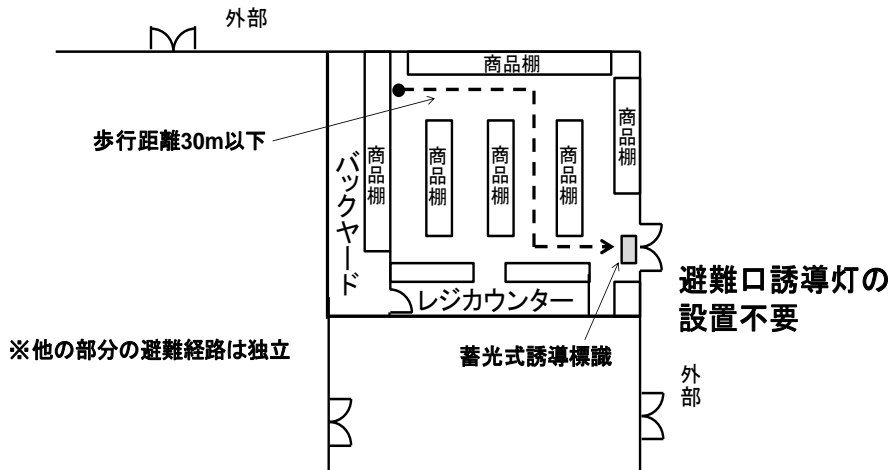 外部
商品棚
歩行距離30m以下
商品棚
バックヤード
商品棚
商品棚
商品棚
商品棚
レジカウンター
避難口誘導灯の
設置不要
※他の部分の避難経路は独立
蓄光式誘導標識
外部